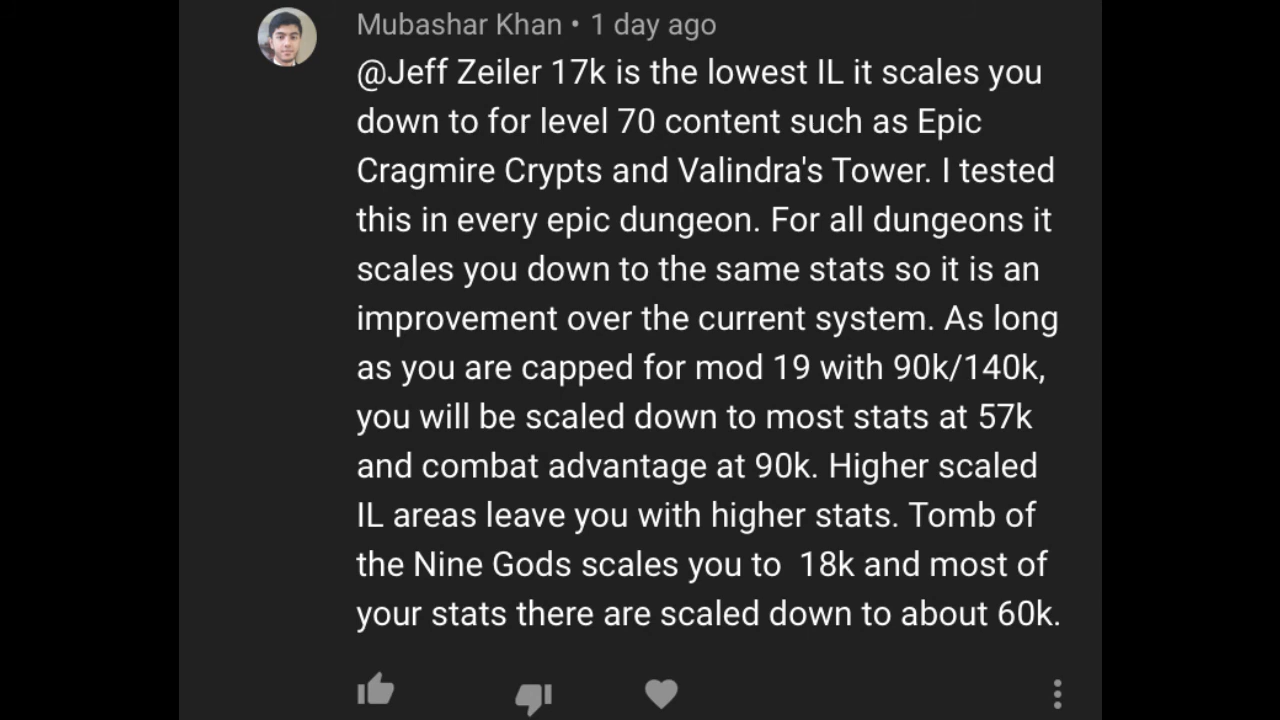 Mubashar Khan • 1 day ago
@Jeff Zeiler 17k is the lowest IL it scales you
down to for level 70 content such as Epic
Cragmire Crypts and Valindra's Tower. I tested
this in every epic dungeon. For all dungeons it
scales you down to the same stats so it is an
improvement over the current system. As long
as you are capped for mod 19 with 90k/140k,
you will be scaled down to most stats at 57k
and combat advantage at 90k. Higher scaled
IL areas leave you with higher stats. Tomb of
the Nine Gods scales you to  18k and most of
your stats there are scaled down to about 60k.